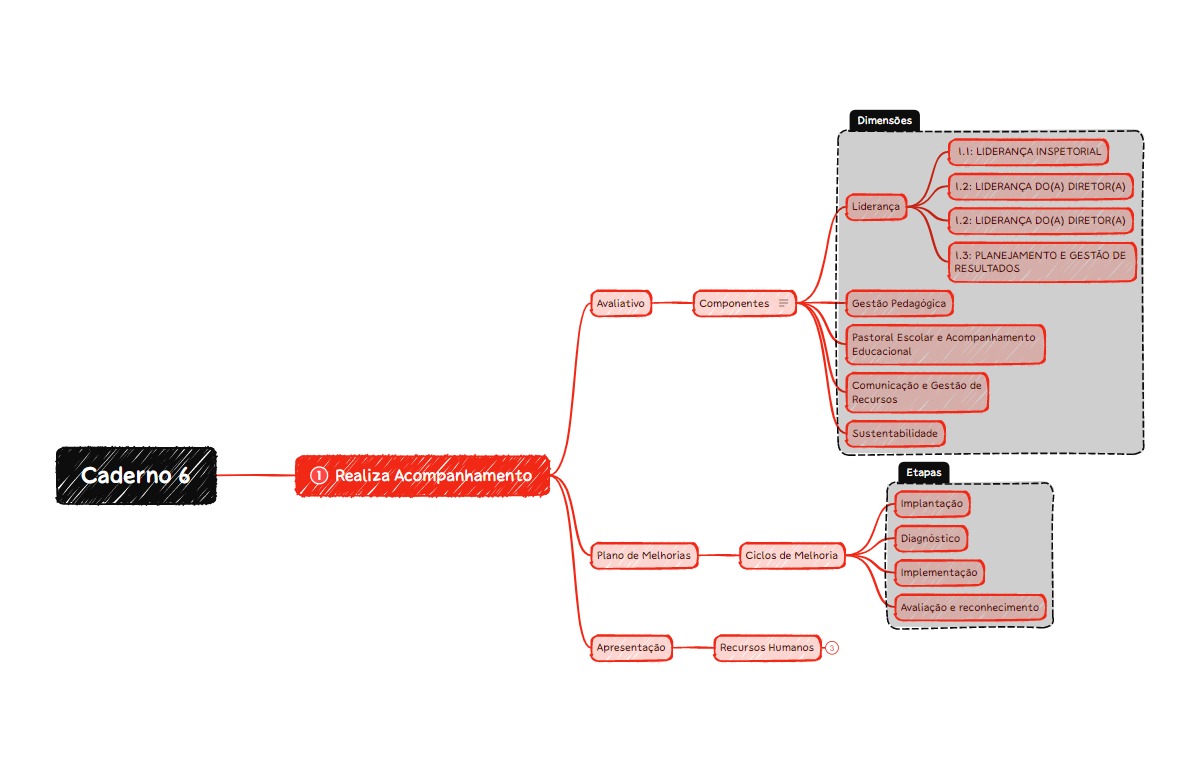 Caderno 6
1 Realiza Acompanhamento
Avaliativo
Componentes
Dimensões
Liderança
1.1: LIDERANÇA INSPETORIAL
1.2: LIDERANÇA DO(A) DIRETOR(A)
1.2: LIDERANÇA DO(A) DIRETOR(A)
1.3: PLANEJAMENTO E GESTÃO DE
RESULTADOS
Gestão Pedagógica
Pastoral Escolar e Acompanhamento
Educacional
Comunicação e Gestão de
Recursos
Sustentabilidade
Plano de Melhorias
Ciclos de Melhoria
Etapas
Implantação
Diagnóstico
Implementação
Avaliação e reconhecimento
Apresentação
Recursos Humanos
3